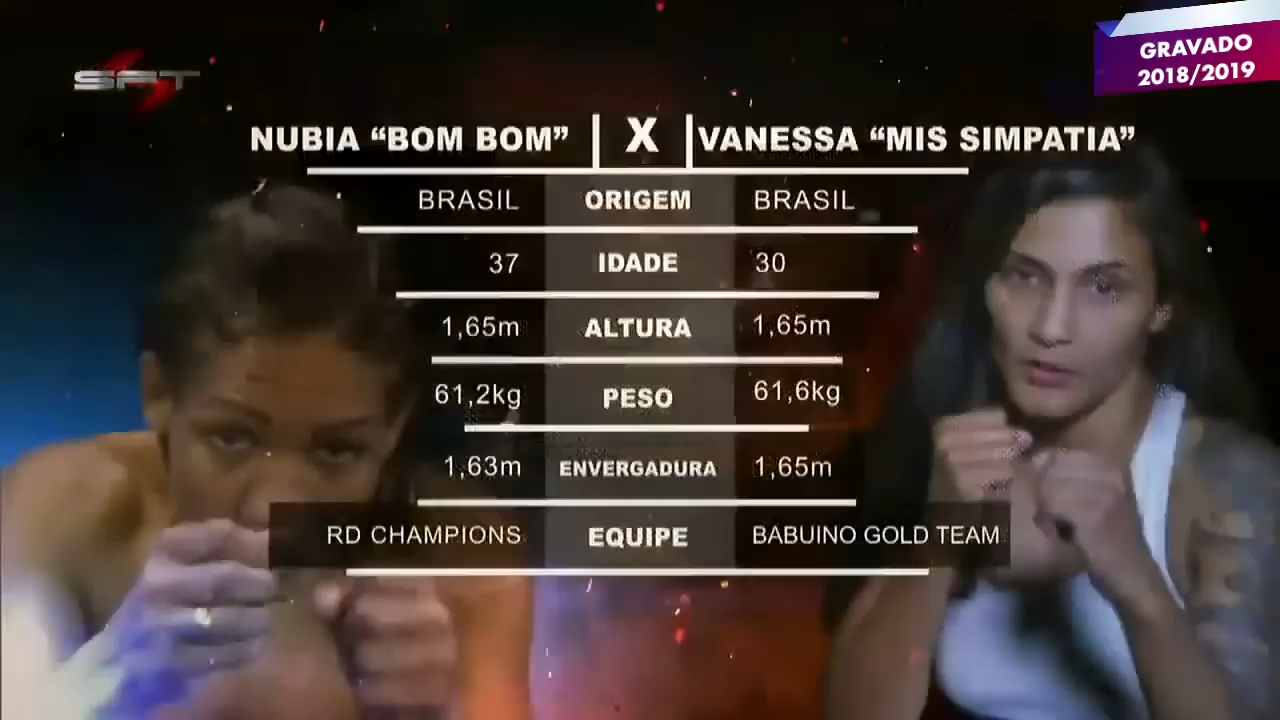 SFT
GRAVADO
2018/2019
NUBIA “BOM BOM” X VANESSA “MIS SIMPATIA”
BRASIL ORIGEM BRASIL
37 IDADE 30
1,65m ALTURA 1,65m
61,2kg PESO 61,6kg
1,63m ENVERGADURA 1,65m
RD CHAMPIONS EQUIPE BABUINO GOLD TEAM